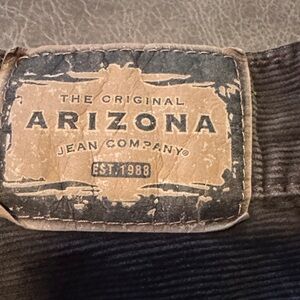 THE ORIGINAL
ARIZONA
JEAN COMPANY®
EST. 1988